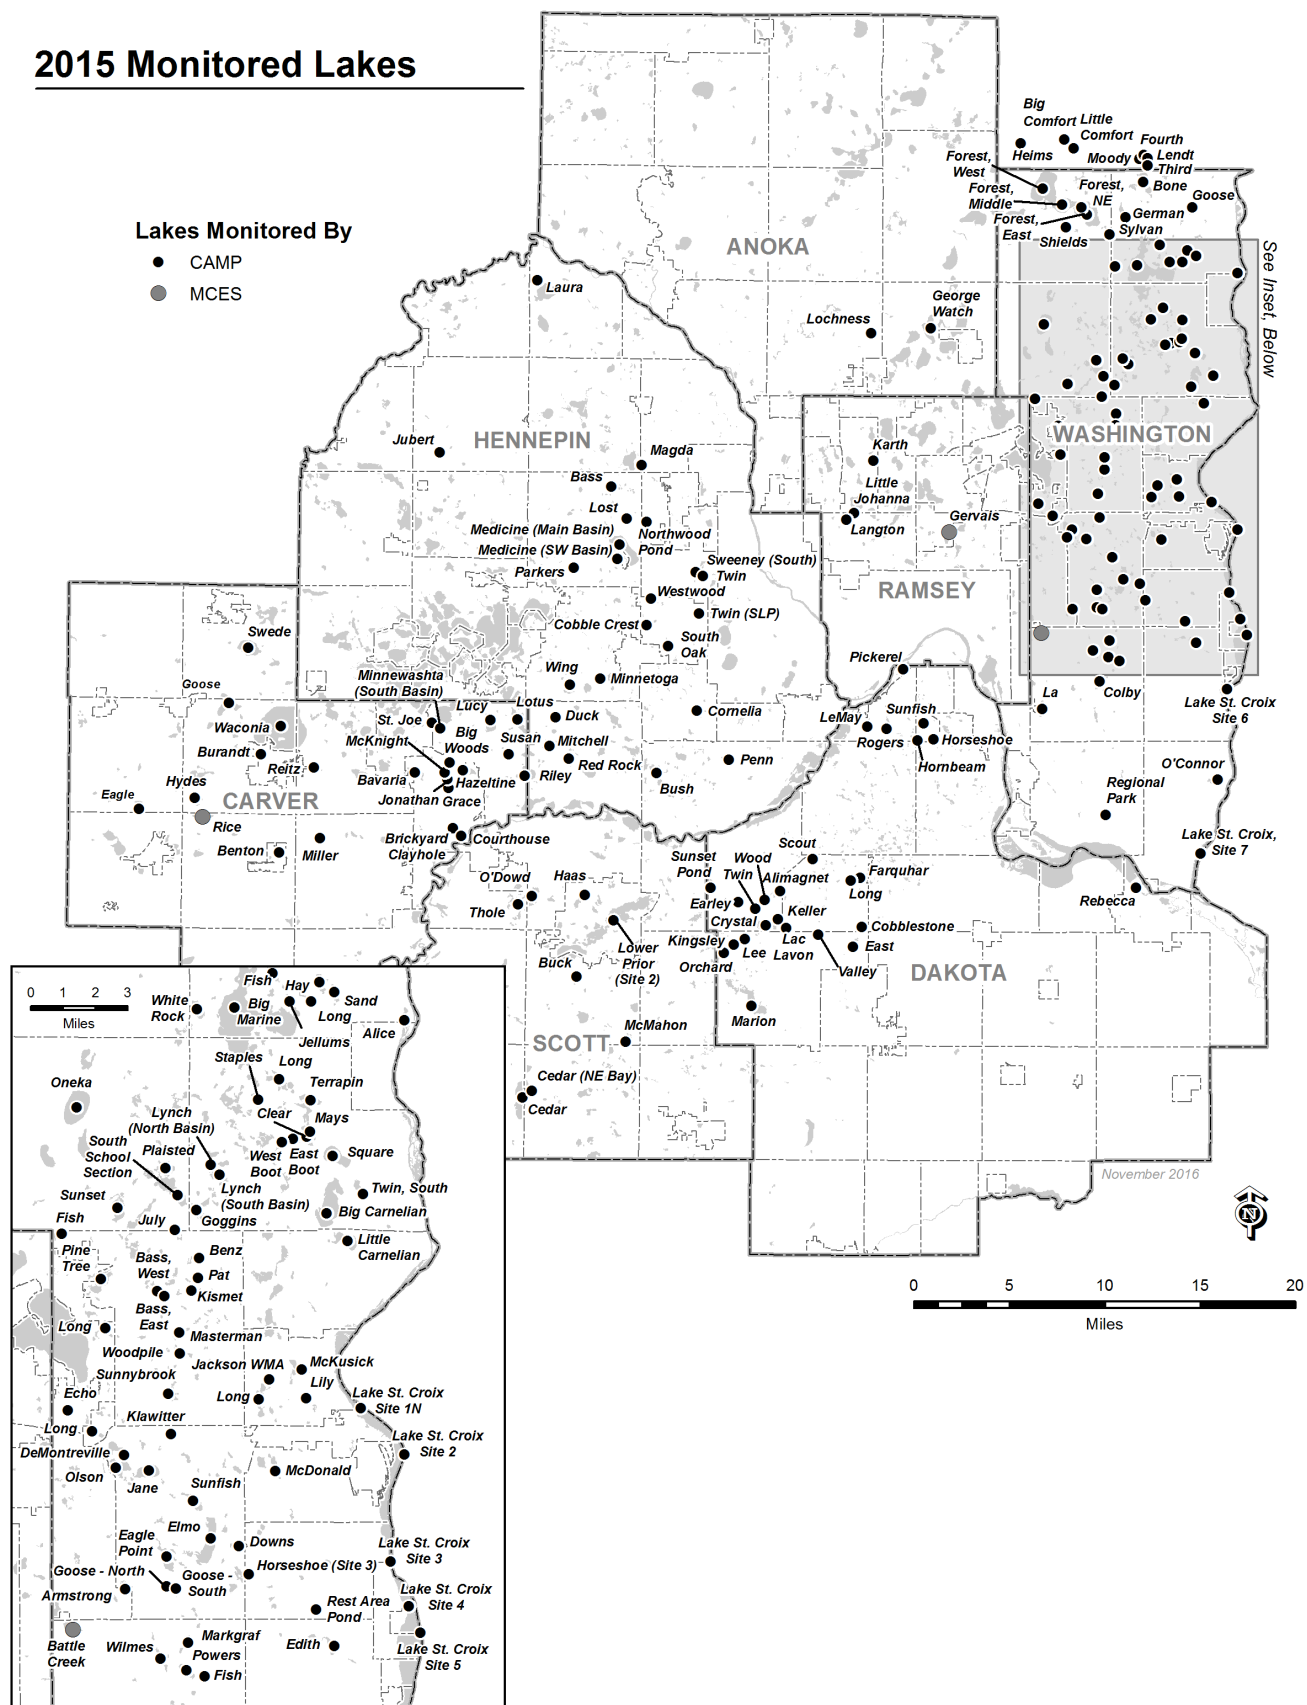 2015 Monitored Lakes
Lakes Monitored By
CAMP
MCES
Big
Comfort
Little
Comfort
Heims
Moody
Fourth
Lendt
Third
Bone
Forest,
West
Forest,
Middle
Forest,
NE
Forest,
East
Shields
German
Sylvan
Goose
See Inset, Below
ANOKA
Laura
Lochness
George
Watch
HENNEPIN
Jubert
Magda
Bass
Lost
Northwood
Pond
Medicine (Main Basin)
Medicine (SW Basin)
Parkers
Sweeney (South)
Twin
Westwood
Twin (SLP)
Cobble Crest
South
Oak
Wing
Minnetoga
Cornelia
Duck
Mitchell
Red Rock
Riley
Bush
Penn
RAMSEY
Karth
Little
Johanna
Langton
Gervais
WASHINGTON
La
Colby
Lake St. Croix
Site 6
O'Connor
Regional
Park
Lake St. Croix,
Site 7
Rebecca
CARVER
Swede
Goose
Waconia
Burandt
Reitz
Hydes
Eagle
Rice
Benton
Miller
Minnewashta
(South Basin)
St. Joe
Lucy
Lotus
Big
Woods
Susan
McKnight
Bavaria
Hazeltine
Jonathan
Grace
Brickyard
Clayhole
Courthouse
SCOTT
O'Dowd
Thole
Haas
Lower
Prior
(Site 2)
Buck
McMahon
Cedar (NE Bay)
Cedar
DAKOTA
Pickerel
LeMay
Rogers
Sunfish
Horseshoe
Hornbeam
Scout
Sunset
Pond
Wood
Twin
Alimagnet
Earley
Crystal
Keller
Kingsley
Lee
Lac
Lavon
Orchard
Valley
Farquhar
Long
Cobblestone
East
Marion
November 2016
N
0 5 10 15 20
Miles
0 1 2 3
Miles
White
Rock
Fish
Big
Marine
Hay
Sand
Long
Jellums
Alice
Staples
Long
Terrapin
Oneka
Clear
Mays
Lynch
(North Basin)
West
Boot
East
Boot
Square
South
School
Section
Plaisted
Lynch
(South Basin)
Twin, South
Sunset
Goggins
Big Carnelian
Fish
July
Little
Carnelian
Pine
Tree
Bass,
West
Benz
Pat
Kismet
Bass,
East
Long
Masterman
Woodpile
Jackson WMA
McKusick
Sunnybrook
Lily
Echo
Long
Lake St. Croix
Site 1N
Klawitter
Long
Lake St. Croix
Site 2
DeMontreville
Olson
Jane
McDonald
Sunfish
Elmo
Eagle
Point
Downs
Lake St. Croix
Site 3
Goose - North
Goose -
South
Horseshoe (Site 3)
Armstrong
Lake St. Croix
Site 4
Rest Area
Pond
Battle
Creek
Wilmes
Markgraf
Powers
Fish
Edith
Lake St. Croix
Site 5